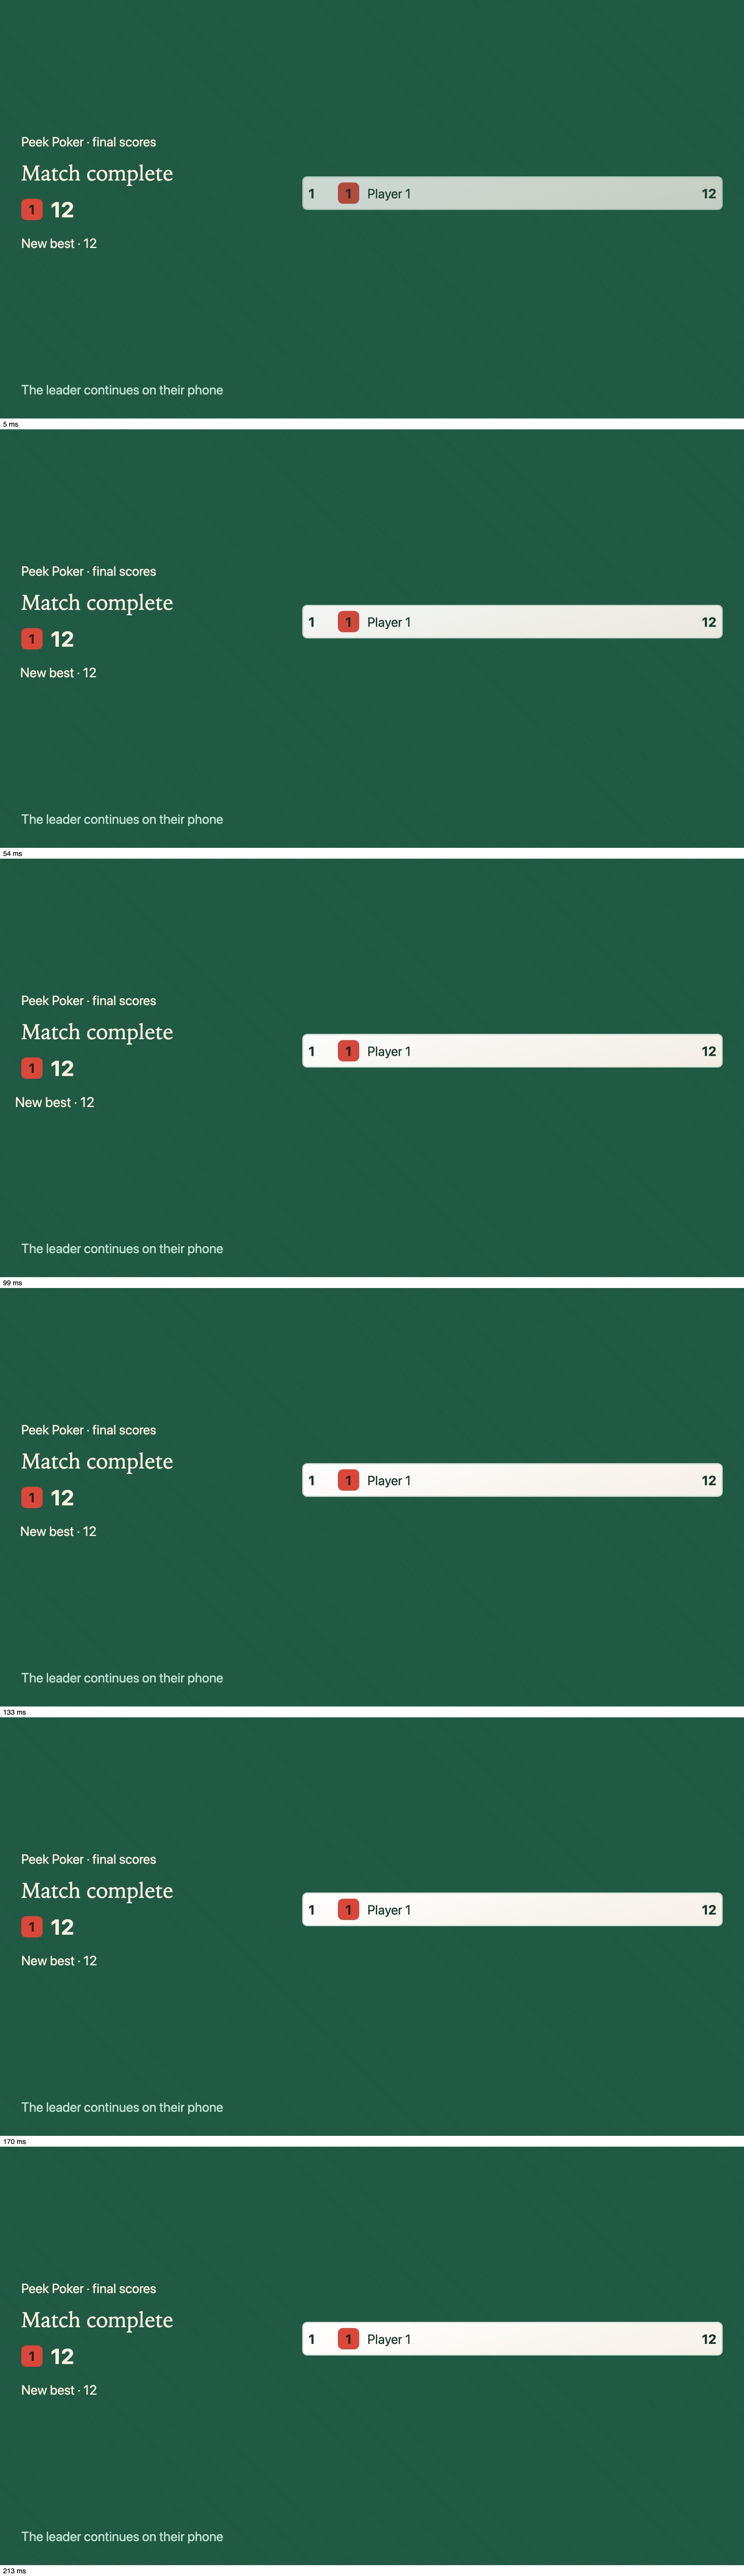 Peek Poker · final scores
Match complete
1 12
New best · 12
1 1 Player 1 12
The leader continues on their phone
5 ms
Peek Poker · final scores
Match complete
1 12
New best · 12
1 1 Player 1 12
The leader continues on their phone
54 ms
Peek Poker · final scores
Match complete
1 12
New best · 12
1 1 Player 1 12
The leader continues on their phone
99 ms
Peek Poker · final scores
Match complete
1 12
New best · 12
1 1 Player 1 12
The leader continues on their phone
133 ms
Peek Poker · final scores
Match complete
1 12
New best · 12
1 1 Player 1 12
The leader continues on their phone
170 ms
Peek Poker · final scores
Match complete
1 12
New best · 12
1 1 Player 1 12
The leader continues on their phone
213 ms